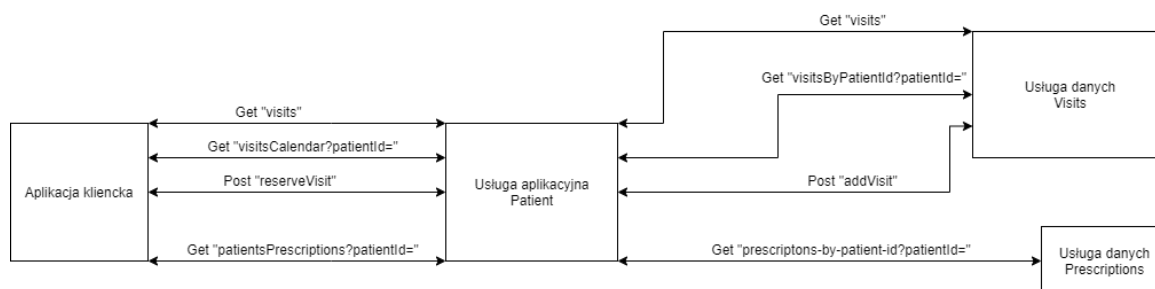 Get "visits"
Get "visitsByPatientId?patientId="
Usługa danych
Visits
Get "visits"
Get "visitsCalendar?patientId="
Aplikacja kliencka
Post "reserveVisit"
Usługa aplikacyjna
Patient
Post "addVisit"
Get "patientsPrescriptions?patientId="
Get "prescriptons-by-patient-id?patientId="
Usługa danych
Prescriptions